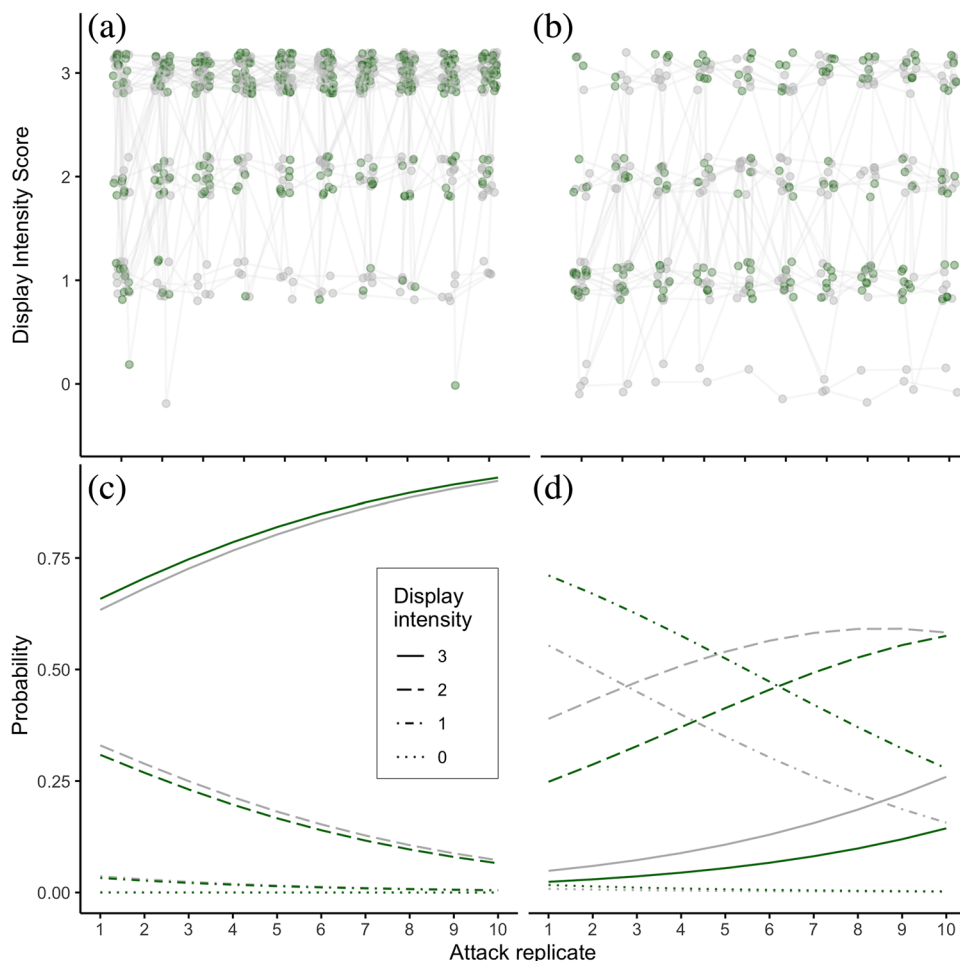 (a)
(b)
Display Intensity Score
3
2
1
0
(c)
(d)
Probability
0.75
0.50
0.25
0.00
Display
intensity
3
2
1
0
1 2 3 4 5 6 7 8 9 10
1 2 3 4 5 6 7 8 9 10
Attack replicate